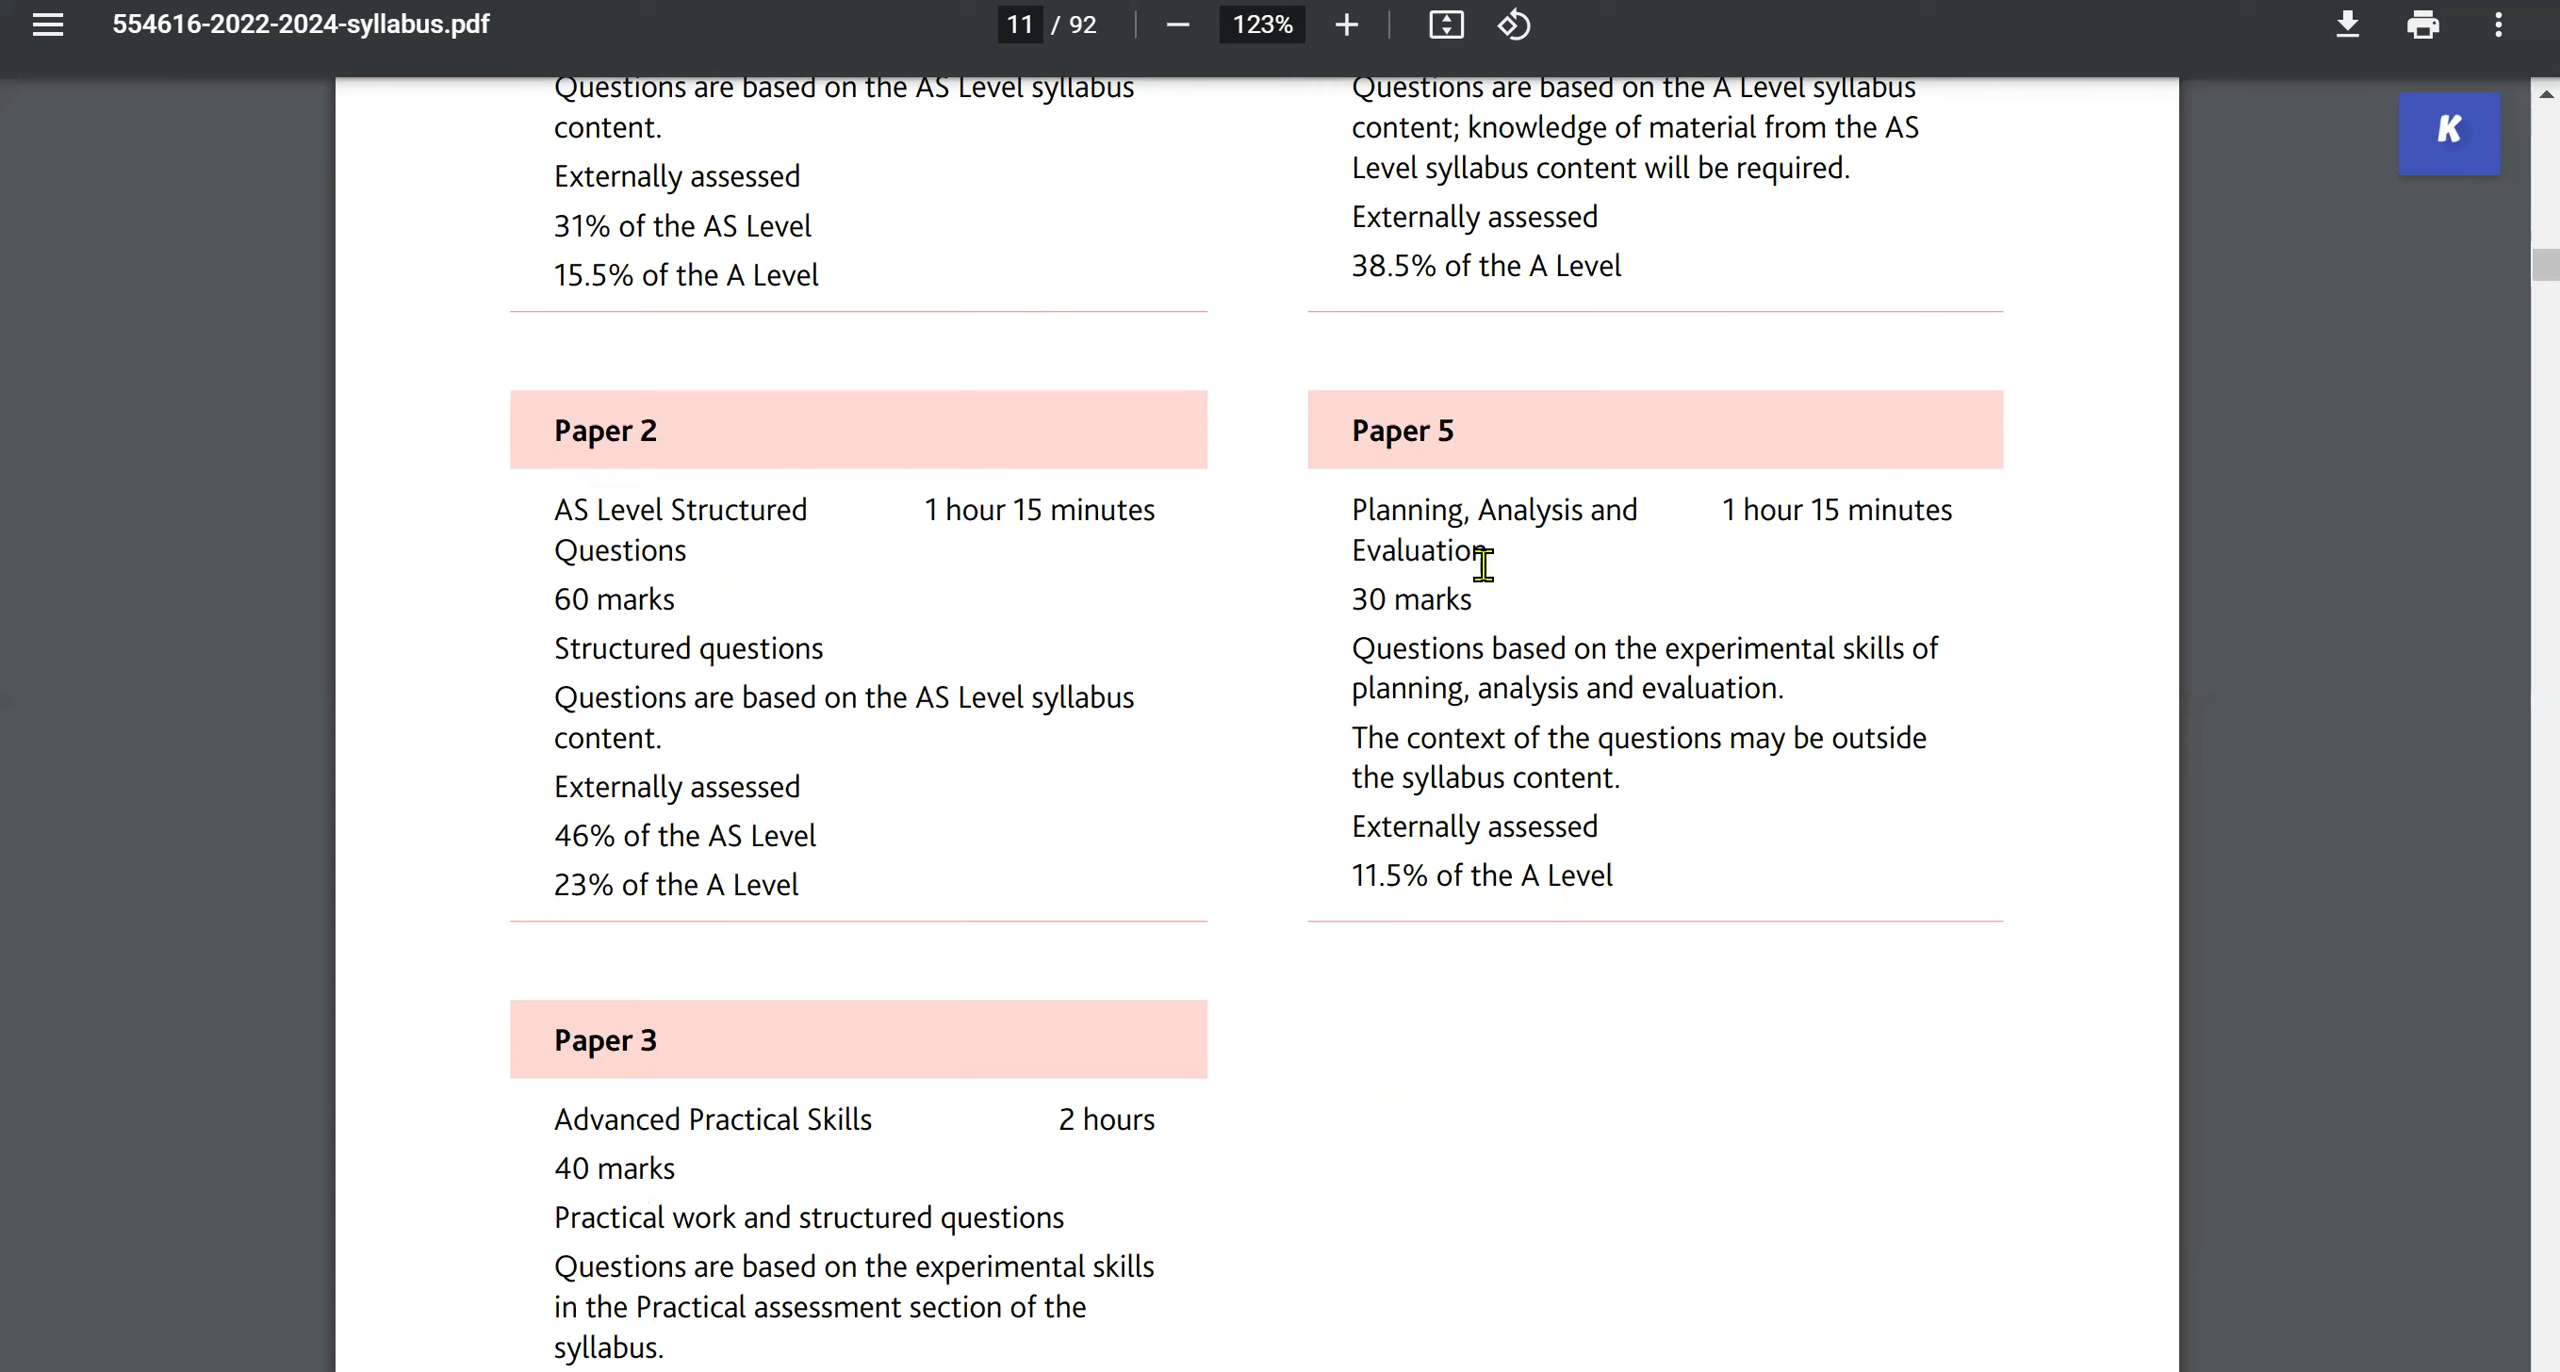 554616-2022-2024-syllabus.pdf
11 / 92
123%
K
Questions are based on the AS Level syllabus
content.
Externally assessed
31% of the AS Level
15.5% of the A Level
Questions are based on the A Level syllabus
content; knowledge of material from the AS
Level syllabus content will be required.
Externally assessed
38.5% of the A Level
Paper 2
AS Level Structured 1 hour 15 minutes
Questions
60 marks
Structured questions
Questions are based on the AS Level syllabus
content.
Externally assessed
46% of the AS Level
23% of the A Level
Paper 5
Planning, Analysis and 1 hour 15 minutes
Evaluation
30 marks
Questions based on the experimental skills of
planning, analysis and evaluation.
The context of the questions may be outside
the syllabus content.
Externally assessed
11.5% of the A Level
Paper 3
Advanced Practical Skills 2 hours
40 marks
Practical work and structured questions
Questions are based on the experimental skills
in the Practical assessment section of the
syllabus.